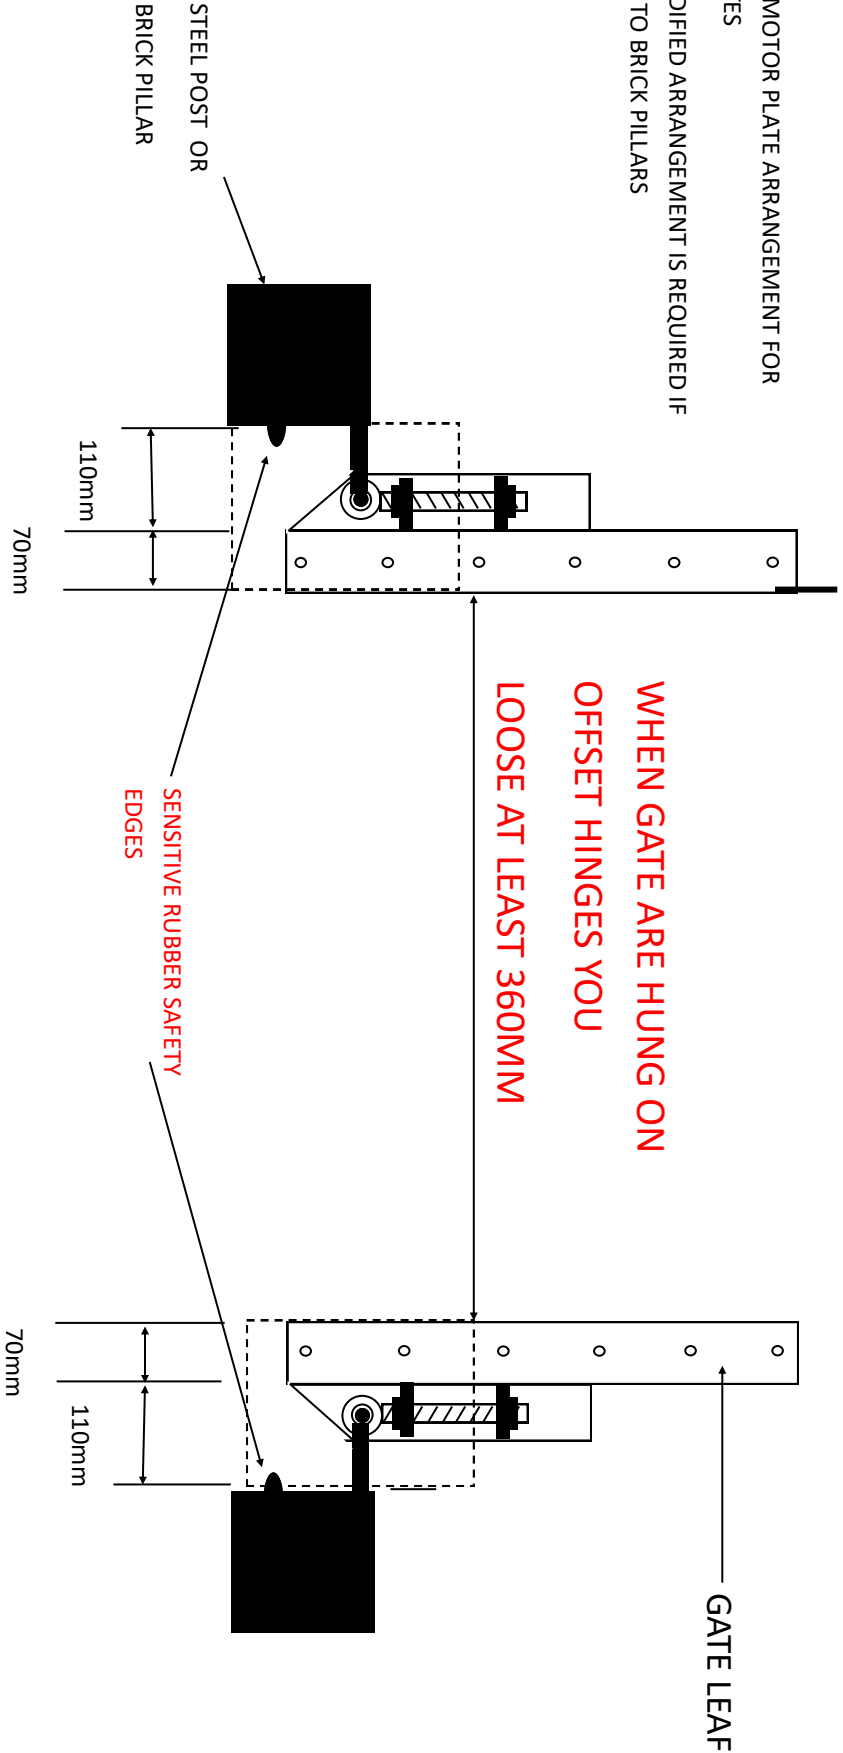 MOTOR PLATE ARRANGEMENT FOR
TES
DIFIED ARRANGEMENT IS REQUIRED IF
TO BRICK PILLARS
GATE LEAF
WHEN GATE ARE HUNG ON
OFFSET HINGES YOU
LOOSE AT LEAST 360MM
STEEL POST OR
BRICK PILLAR
SENSITIVE RUBBER SAFETY
EDGES
110mm
70mm
110mm
70mm